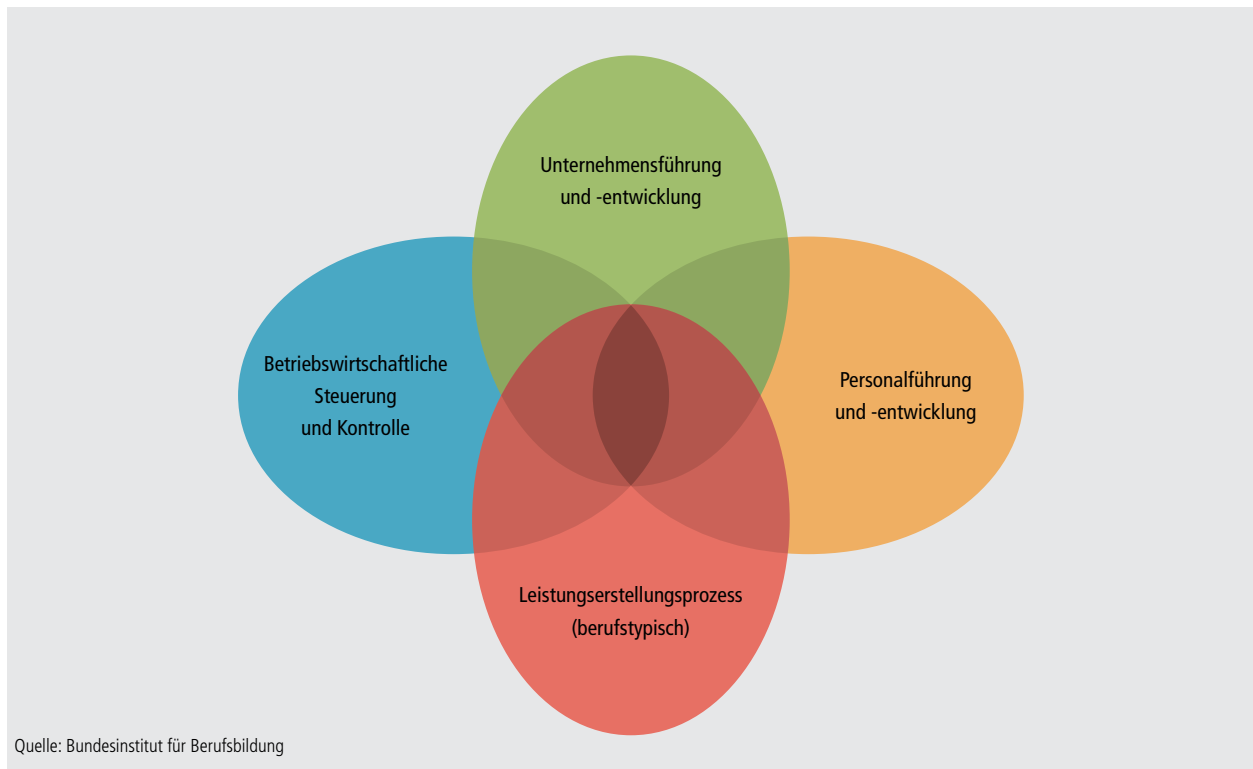 Unternehmensführung
und -entwicklung
Betriebswirtschaftliche
Steuerung
und Kontrolle
Personalführung
und -entwicklung
Leistungserstellungsprozess
(berufstypisch)
Quelle: Bundesinstitut für Berufsbildung